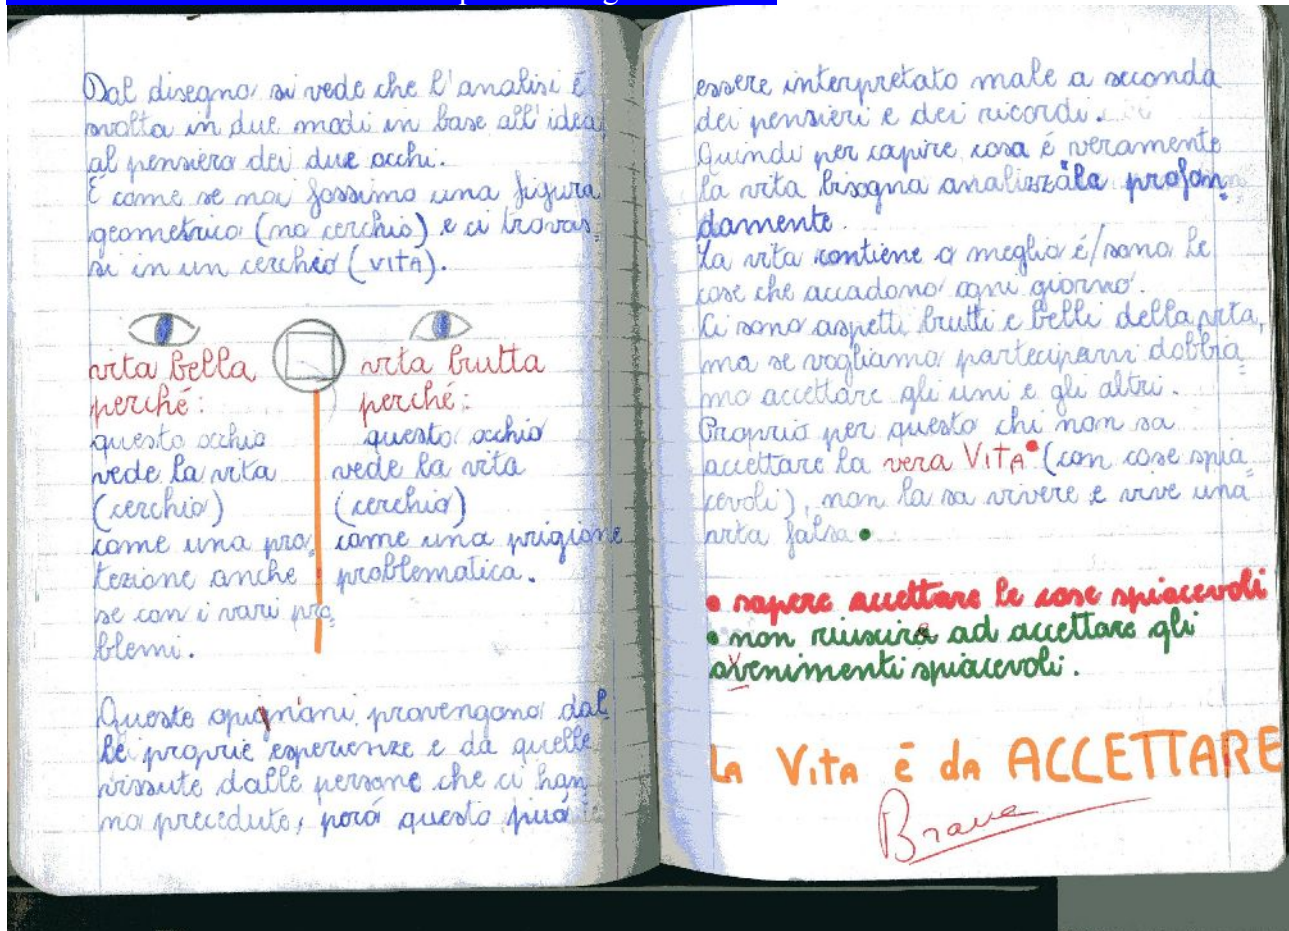 Dal disegno si vede che l'analisi é
svolta in due modi in base all'idea
al pensiero dei due occhi.
É come se noi fossimo una figura
geometrica (no cerchio) e ci trovas
si in un cerchio (VITA).
vita bella
perché:
questo occhio
vede la vita
(cerchio)
come una pro
tezione anche
se con i vari pro
blemi.
vita brutta
perché:
questo occhio
vede la vita
(cerchio)
come una prigione
problematica.
Queste opignioni provengono dal
le proprie esperienze e da quelle
vissute dalle persone che ci han
no preceduto, peró questo puó
essere interpretato male a seconda
dei pensieri e dei ricordi.
Quindi per capire cosa é veramente
la vita bisogna analizzála profon
damente.
La vita contiene o meglio é/sono le
cose che accadono ogni giorno.
Ci sono aspetti brutti e belli della vita,
ma se vogliamo parteciparvi dobbia
mo accettare gli uni e gli altri.
Proprio per questo chi non sa
accettare la vera VITA• (con cose spia
cevoli), non la sa vivere e vive una
vita falsa•
• sapere accettare le cose spiacevoli
• non riuscire ad accettare gli
avenimenti spiacevoli.
LA VITA é da ACCETTARE
Brava